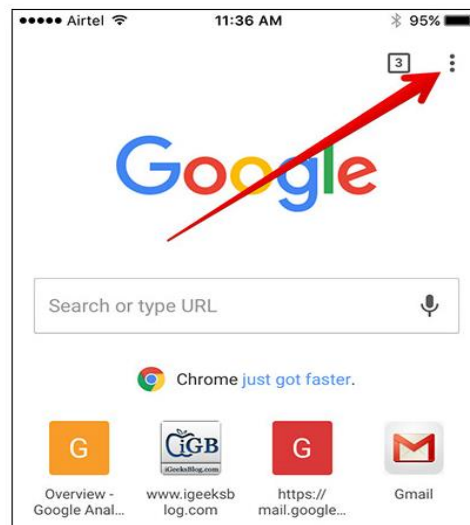 Airtel 11:36 AM 95%
3
Google
Search or type URL
Chrome just got faster.
G iGB G
iGeeksBlog.com
Overview - www.igeeksb https:// Gmail
Google Anal... log.com mail.google...